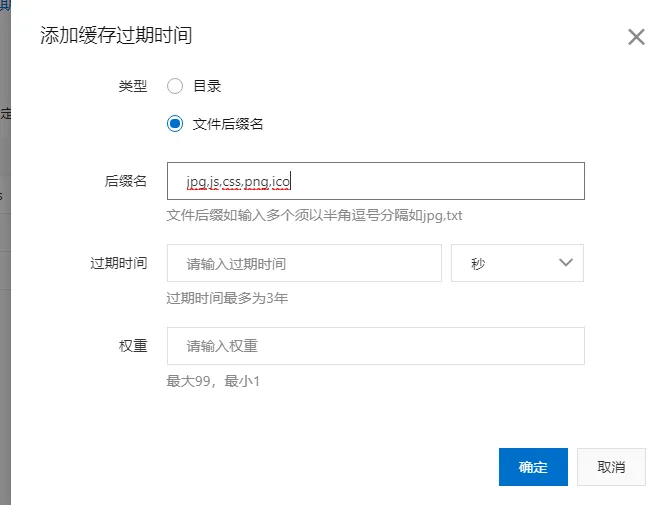 期
添加缓存过期时间
类型
目录
文件后缀名
定
后缀名
jpg,js,css,png,ico
s
文件后缀如输入多个须以半角逗号分隔如jpg,txt
过期时间
请输入过期时间
秒
过期时间最多为3年
权重
请输入权重
最大99，最小1
确定
取消